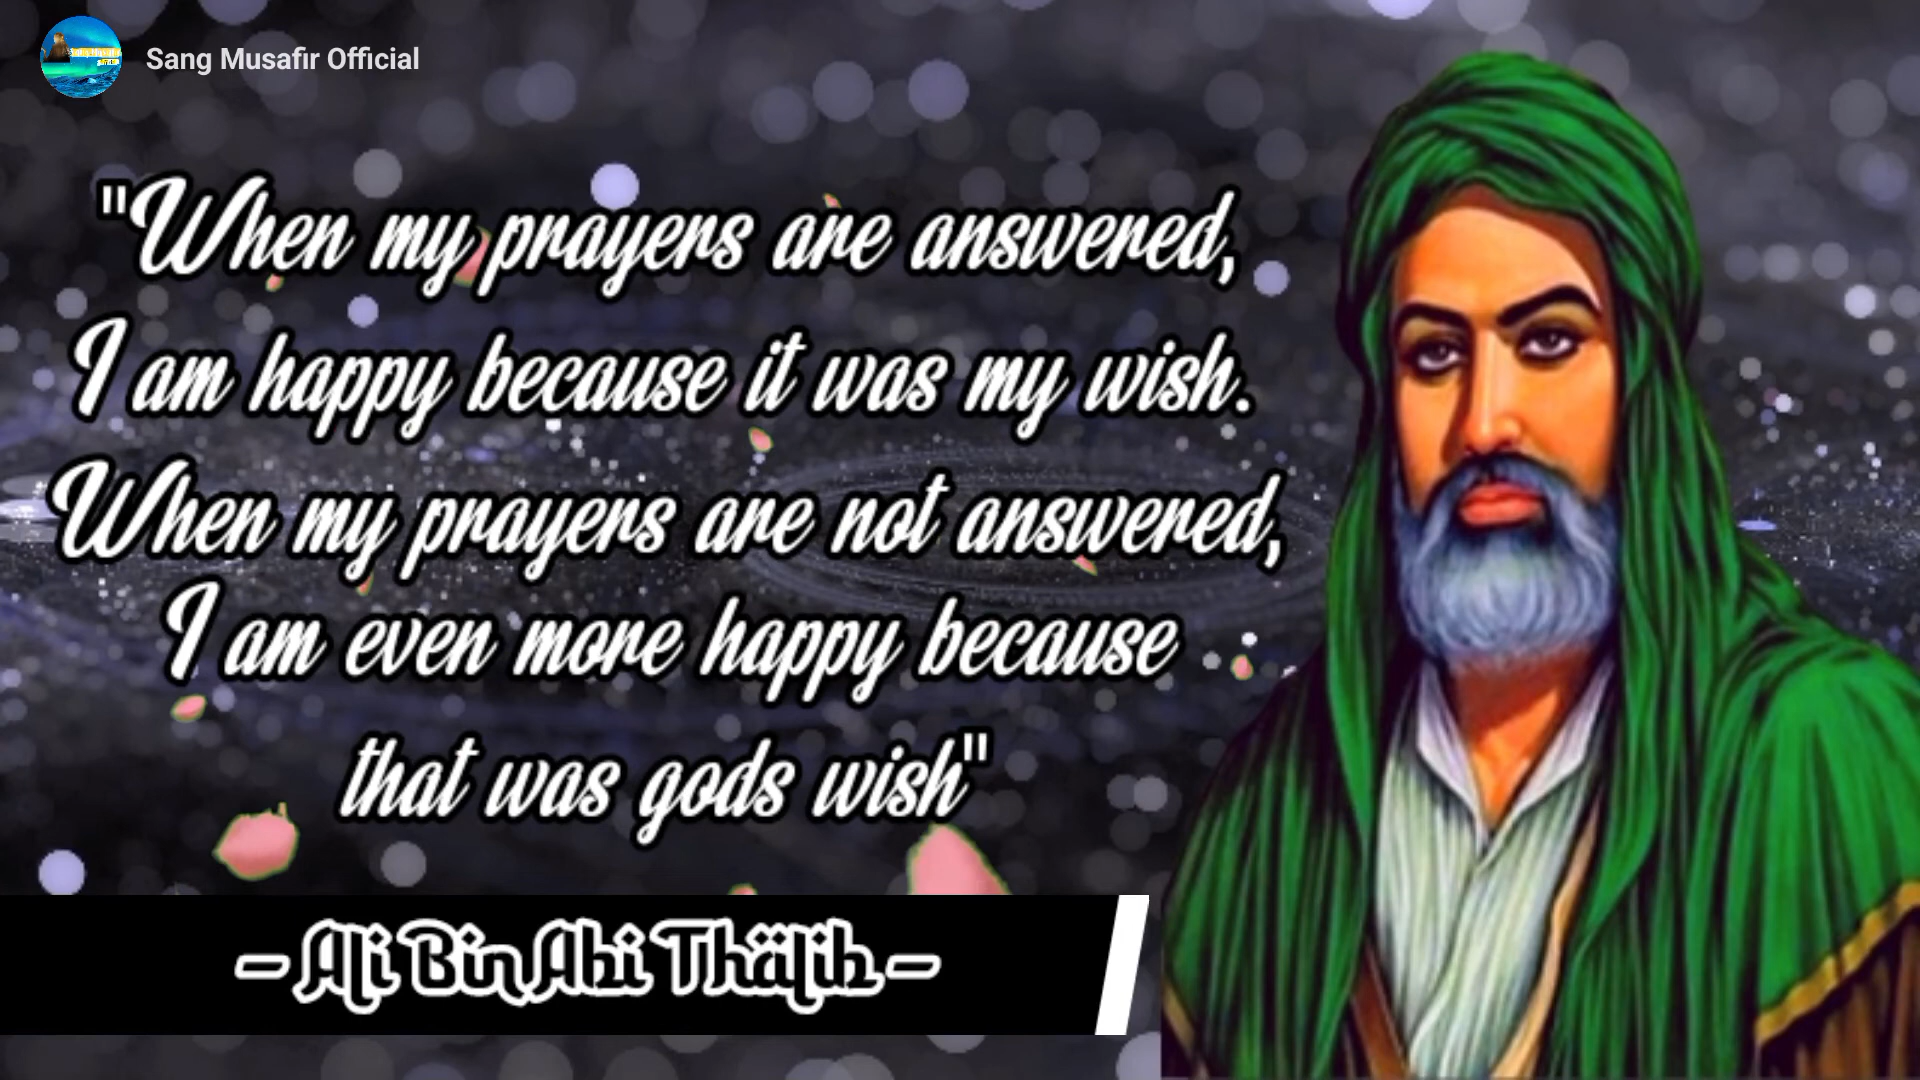 Sang Musafir Official
"When my prayers are answered,
I am happy because it was my wish.
When my prayers are not answered,
I am even more happy because
that was gods wish"
- Ali Bin Abi Thälib -